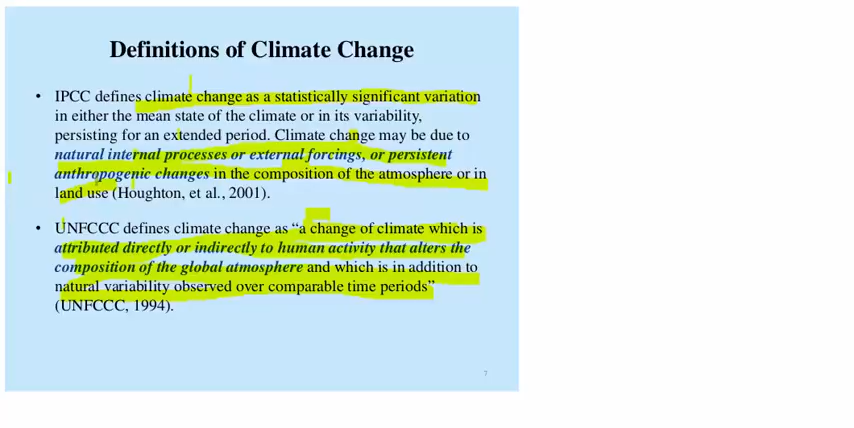 Definitions of Climate Change
• IPCC defines climate change as a statistically significant variation
in either the mean state of the climate or in its variability,
persisting for an extended period. Climate change may be due to
natural internal processes or external forcings, or persistent
anthropogenic changes in the composition of the atmosphere or in
land use (Houghton, et al., 2001).
• UNFCCC defines climate change as “a change of climate which is
attributed directly or indirectly to human activity that alters the
composition of the global atmosphere and which is in addition to
natural variability observed over comparable time periods”
(UNFCCC, 1994).
7